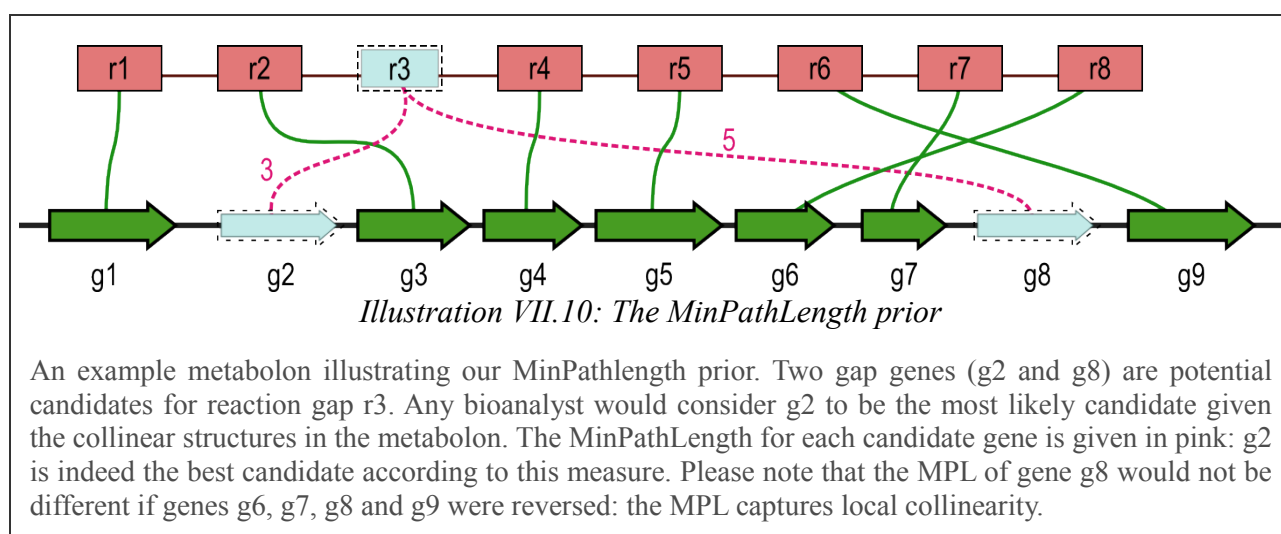 r1 r2 r3 r4 r5 r6 r7 r8
3 5
g1 g2 g3 g4 g5 g6 g7 g8 g9
Illustration VII.10: The MinPathLength prior
An example metabolon illustrating our MinPathlength prior. Two gap genes (g2 and g8) are potential
candidates for reaction gap r3. Any bioanalyst would consider g2 to be the most likely candidate given
the collinear structures in the metabolon. The MinPathLength for each candidate gene is given in pink: g2
is indeed the best candidate according to this measure. Please note that the MPL of gene g8 would not be
different if genes g6, g7, g8 and g9 were reversed: the MPL captures local collinearity.